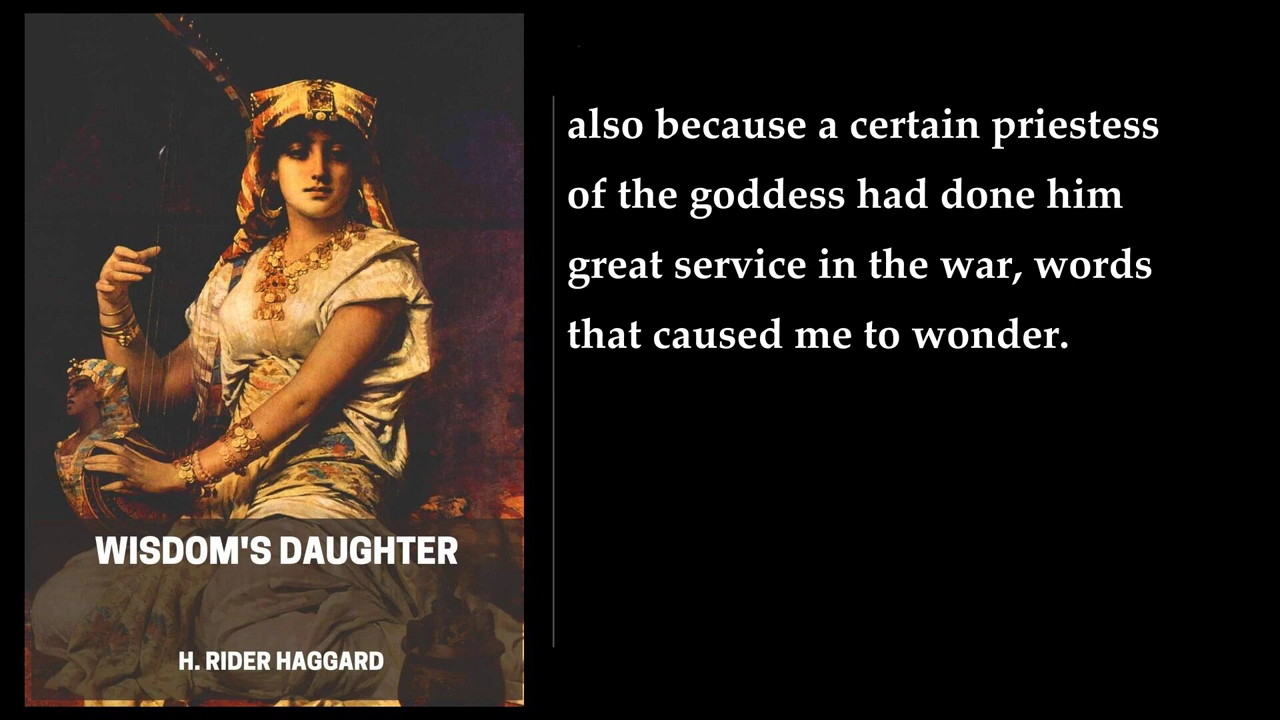 also because a certain priestess
of the goddess had done him
great service in the war, words
that caused me to wonder.
WISDOM'S DAUGHTER
H. RIDER HAGGARD